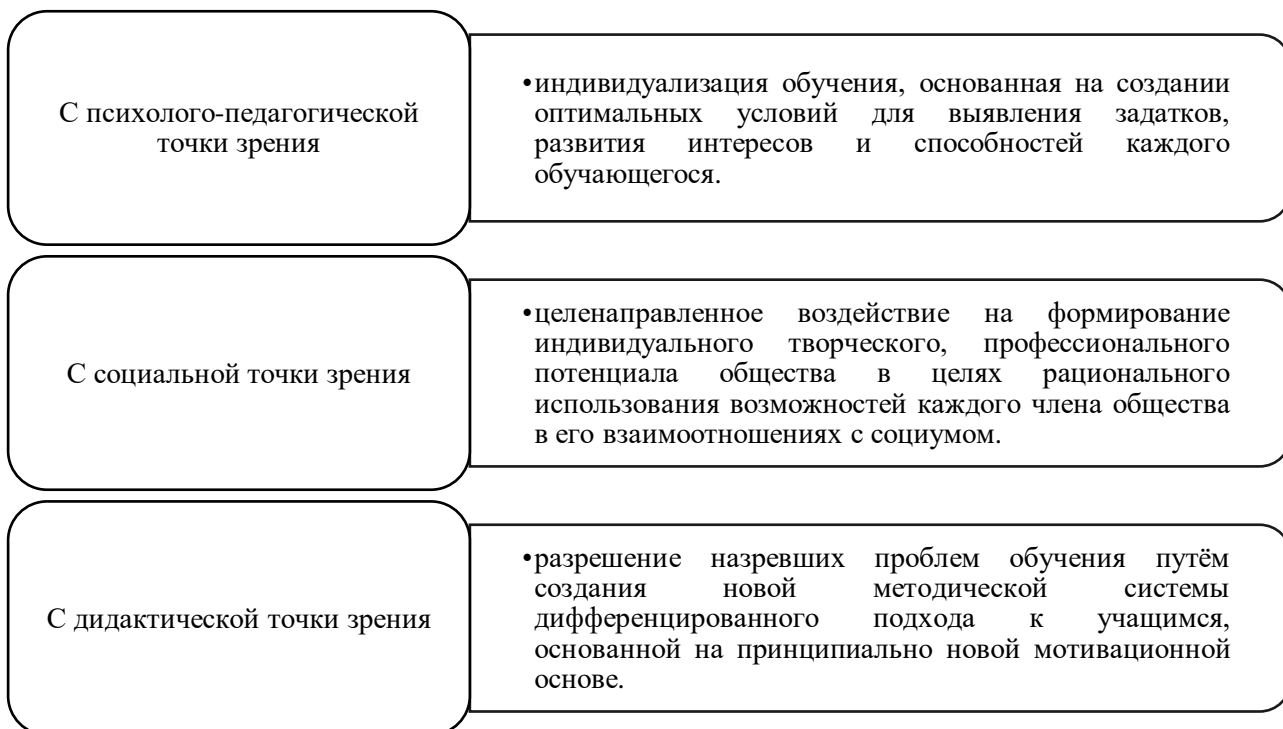 С психолого-педагогической
точки зрения
•индивидуализация обучения, основанная на создании
оптимальных условий для выявления задатков,
развития интересов и способностей каждого
обучающегося.
С социальной точки зрения
•целенаправленное воздействие на формирование
индивидуального творческого, профессионального
потенциала общества в целях рационального
использования возможностей каждого члена общества
в его взаимоотношениях с социумом.
С дидактической точки зрения
•разрешение назревших проблем обучения путём
создания новой методической системы
дифференцированного подхода к учащимся,
основанной на принципиально новой мотивационной
основе.